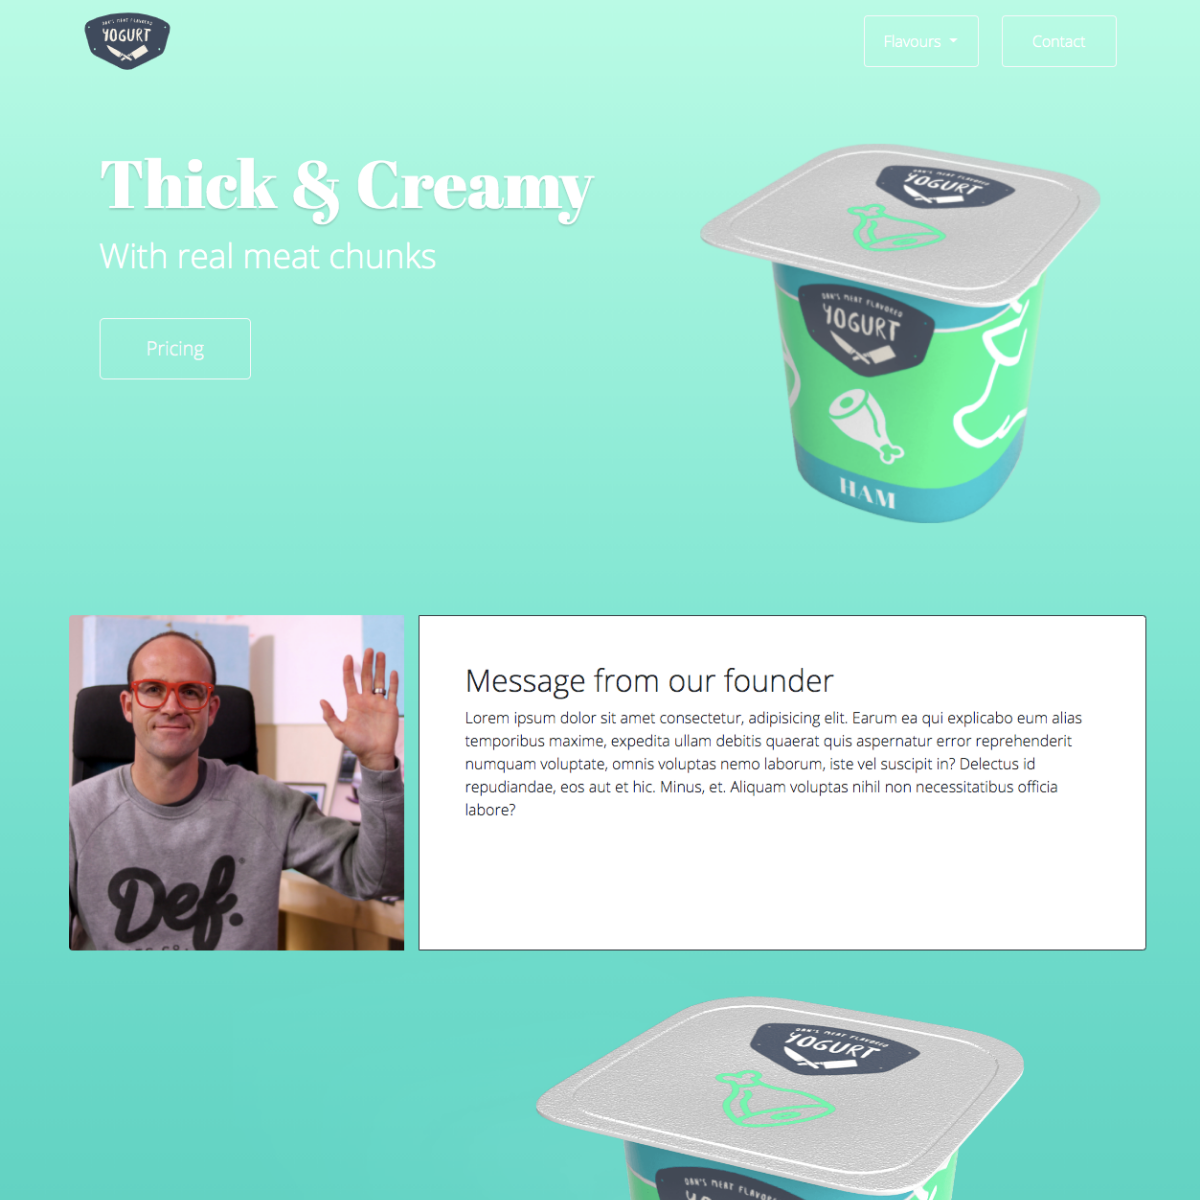 DAN'S MEAT FLAVORED
YOGURT
Flavours
Contact
Thick & Creamy
With real meat chunks
Pricing
DAN'S MEAT FLAVORED
YOGURT
DAN'S MEAT FLAVORED
YOGURT
HAM
Message from our founder
Lorem ipsum dolor sit amet consectetur, adipisicing elit. Earum ea qui explicabo eum alias
temporibus maxime, expedita ullam debitis quaerat quis aspernatur error reprehenderit
numquam voluptate, omnis voluptas nemo laborum, iste vel suscipit in? Delectus id
repudiandae, eos aut et hic. Minus, et. Aliquam voluptas nihil non necessitatibus officia
labore?
Def.
DAN'S MEAT FLAVORED
YOGURT
DAN'S MEAT FLAVORED